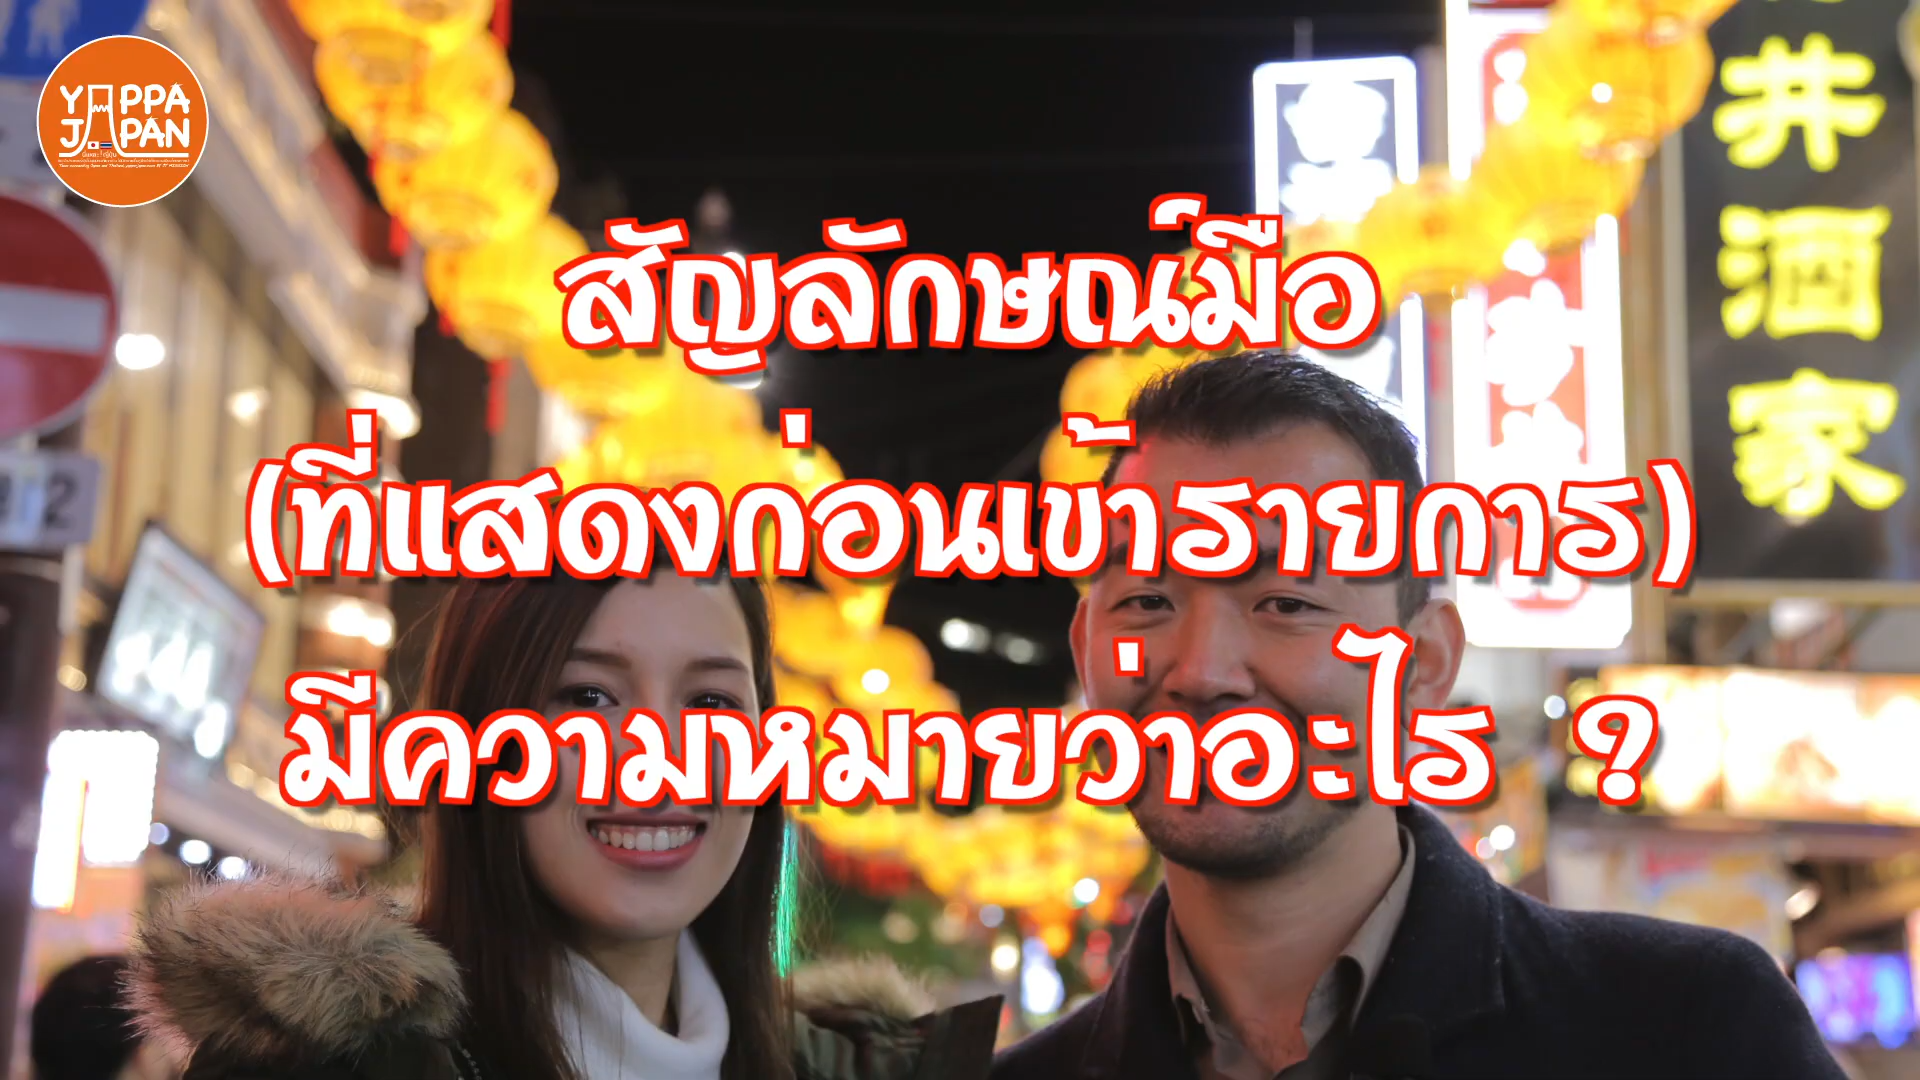 YAPPA
JAPAN
สัญลักษณ์มือ
(ที่แสดงก่อนเข้ารายการ)
มีความหมายว่าอะไร ?
井
酒
家
2